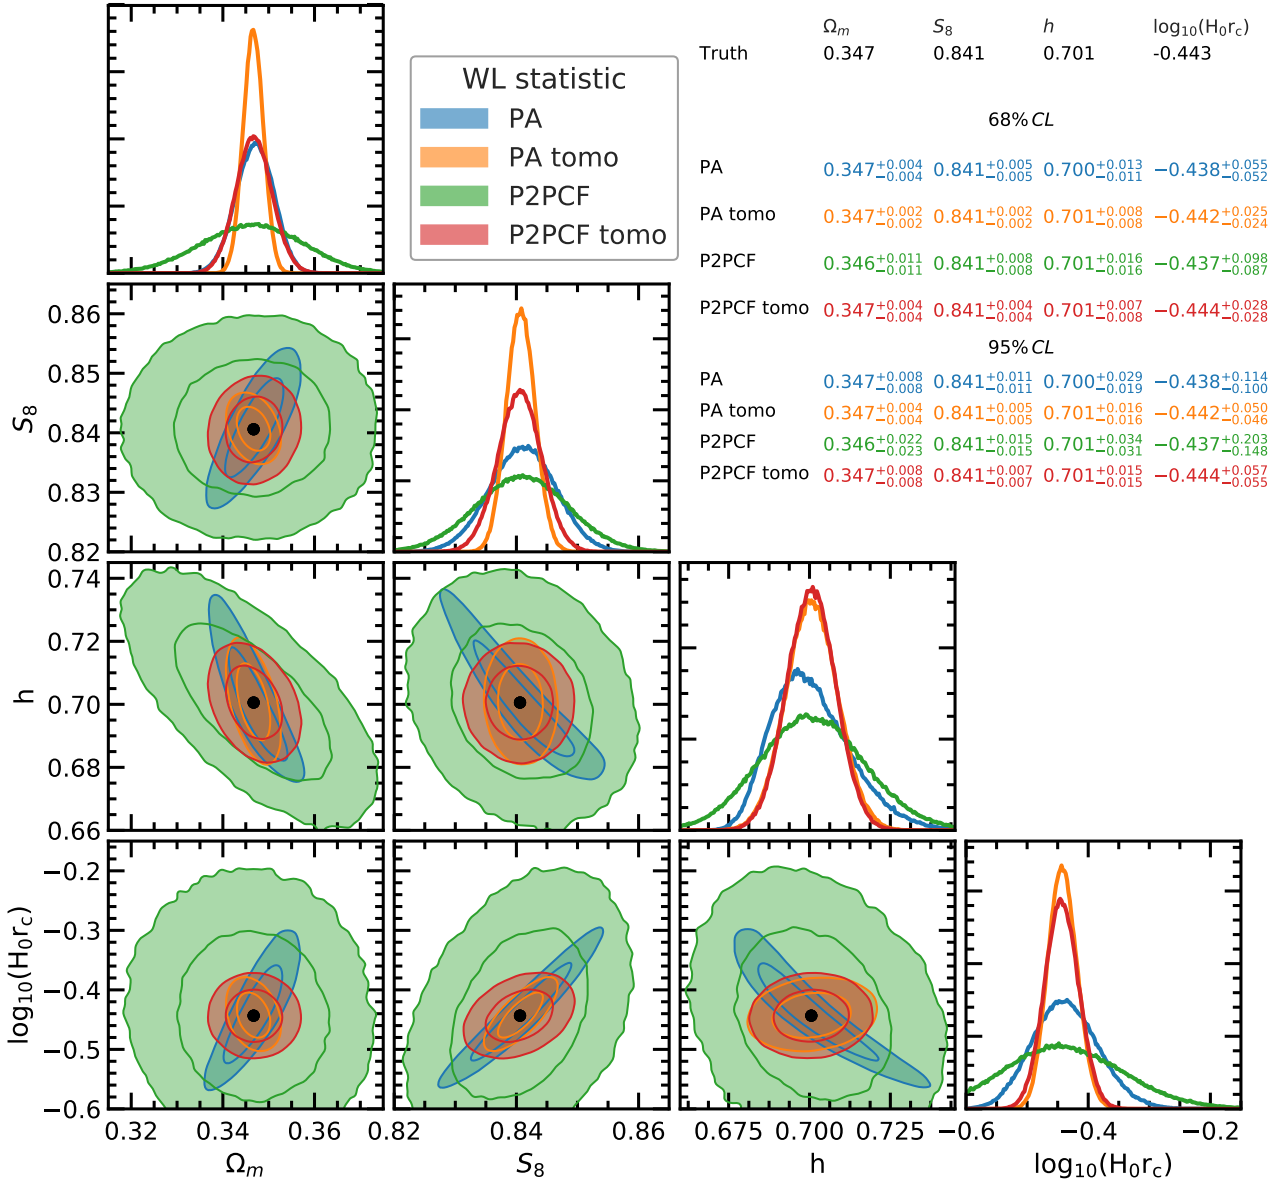 Ω_m S_8 h log_10(H_0r_c)
Truth 0.347 0.841 0.701 -0.443
68% CL
PA 0.347^{+0.004}_{−0.004} 0.841^{+0.005}_{−0.005} 0.700^{+0.013}_{−0.011} −0.438^{+0.055}_{−0.052}
PA tomo 0.347^{+0.002}_{−0.002} 0.841^{+0.002}_{−0.002} 0.701^{+0.008}_{−0.008} −0.442^{+0.025}_{−0.024}
P2PCF 0.346^{+0.011}_{−0.011} 0.841^{+0.008}_{−0.008} 0.701^{+0.016}_{−0.016} −0.437^{+0.098}_{−0.087}
P2PCF tomo 0.347^{+0.004}_{−0.004} 0.841^{+0.004}_{−0.004} 0.701^{+0.007}_{−0.008} −0.444^{+0.028}_{−0.028}
95% CL
PA 0.347^{+0.008}_{−0.008} 0.841^{+0.011}_{−0.011} 0.700^{+0.029}_{−0.019} −0.438^{+0.114}_{−0.100}
PA tomo 0.347^{+0.004}_{−0.004} 0.841^{+0.005}_{−0.005} 0.701^{+0.016}_{−0.016} −0.442^{+0.050}_{−0.046}
P2PCF 0.346^{+0.022}_{−0.023} 0.841^{+0.015}_{−0.015} 0.701^{+0.034}_{−0.031} −0.437^{+0.203}_{−0.148}
P2PCF tomo 0.347^{+0.008}_{−0.008} 0.841^{+0.007}_{−0.007} 0.701^{+0.015}_{−0.015} −0.444^{+0.057}_{−0.055}
WL statistic
PA
PA tomo
P2PCF
P2PCF tomo
S_8
0.86
0.85
0.84
0.83
0.82
h
0.74
0.72
0.70
0.68
0.66
log_10(H_0r_c)
−0.2
−0.3
−0.4
−0.5
−0.6
0.32 0.34 0.36
Ω_m
0.82 0.84 0.86
S_8
0.675 0.700 0.725
h
−0.6 −0.4 −0.2
log_10(H_0r_c)